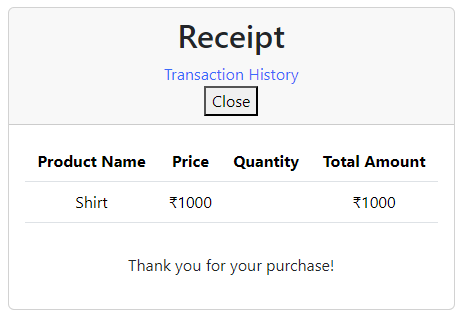 Receipt
Transaction History
Close
Product Name Price Quantity Total Amount
Shirt ₹1000 ₹1000
Thank you for your purchase!